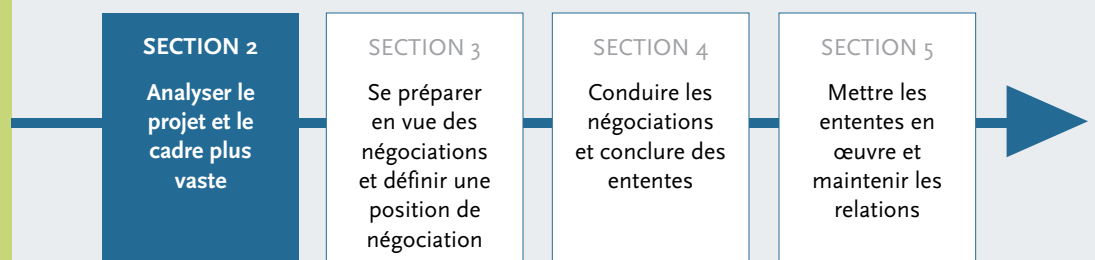 SECTION 2
Analyser le
projet et le
cadre plus
vaste
SECTION 3
Se préparer
en vue des
négociations
et définir une
position de
négociation
SECTION 4
Conduire les
négociations
et conclure des
ententes
SECTION 5
Mettre les
ententes en
œuvre et
maintenir les
relations